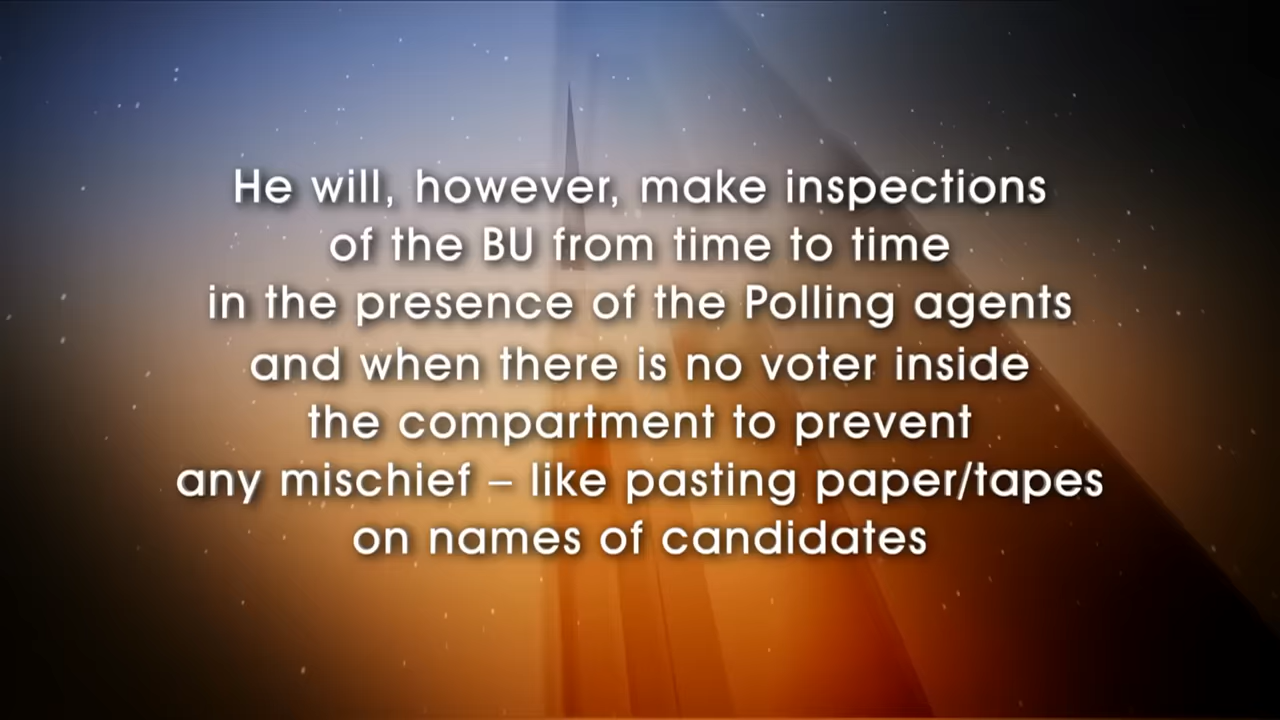 He will, however, make inspections
of the BU from time to time
in the presence of the Polling agents
and when there is no voter inside
the compartment to prevent
any mischief – like pasting paper/tapes
on names of candidates